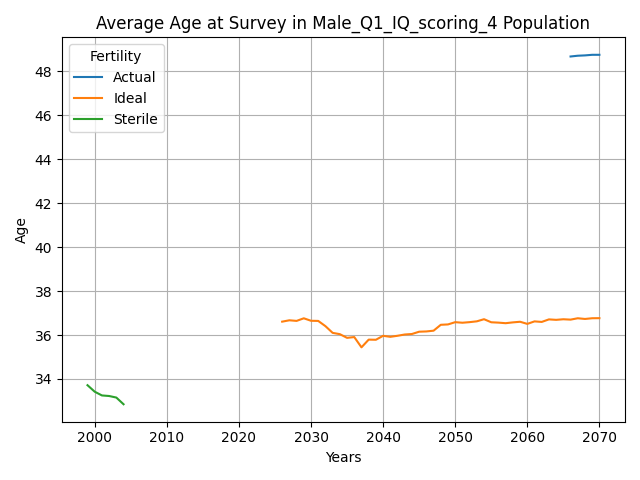 Average Age at Survey in Male_Q1_IQ_scoring_4 Population
Fertility
Actual
Ideal
Sterile
Age
48
46
44
42
40
38
36
34
2000 2010 2020 2030 2040 2050 2060 2070
Years